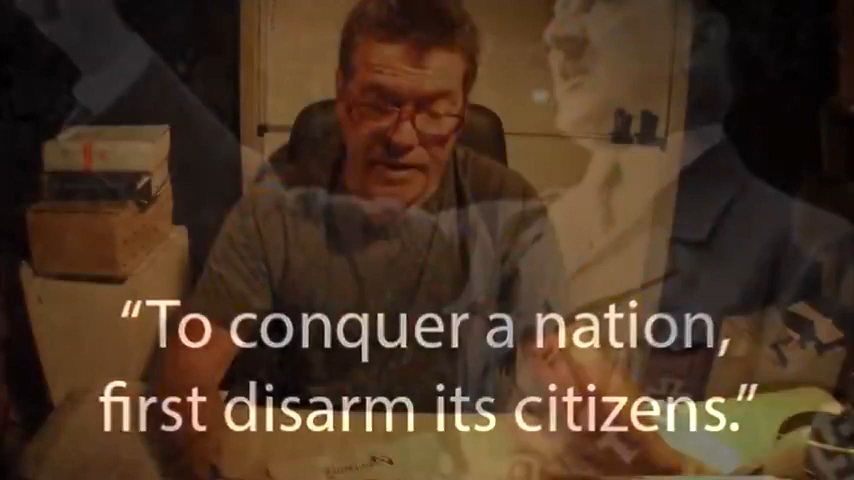 “To conquer a nation,
first disarm its citizens.”